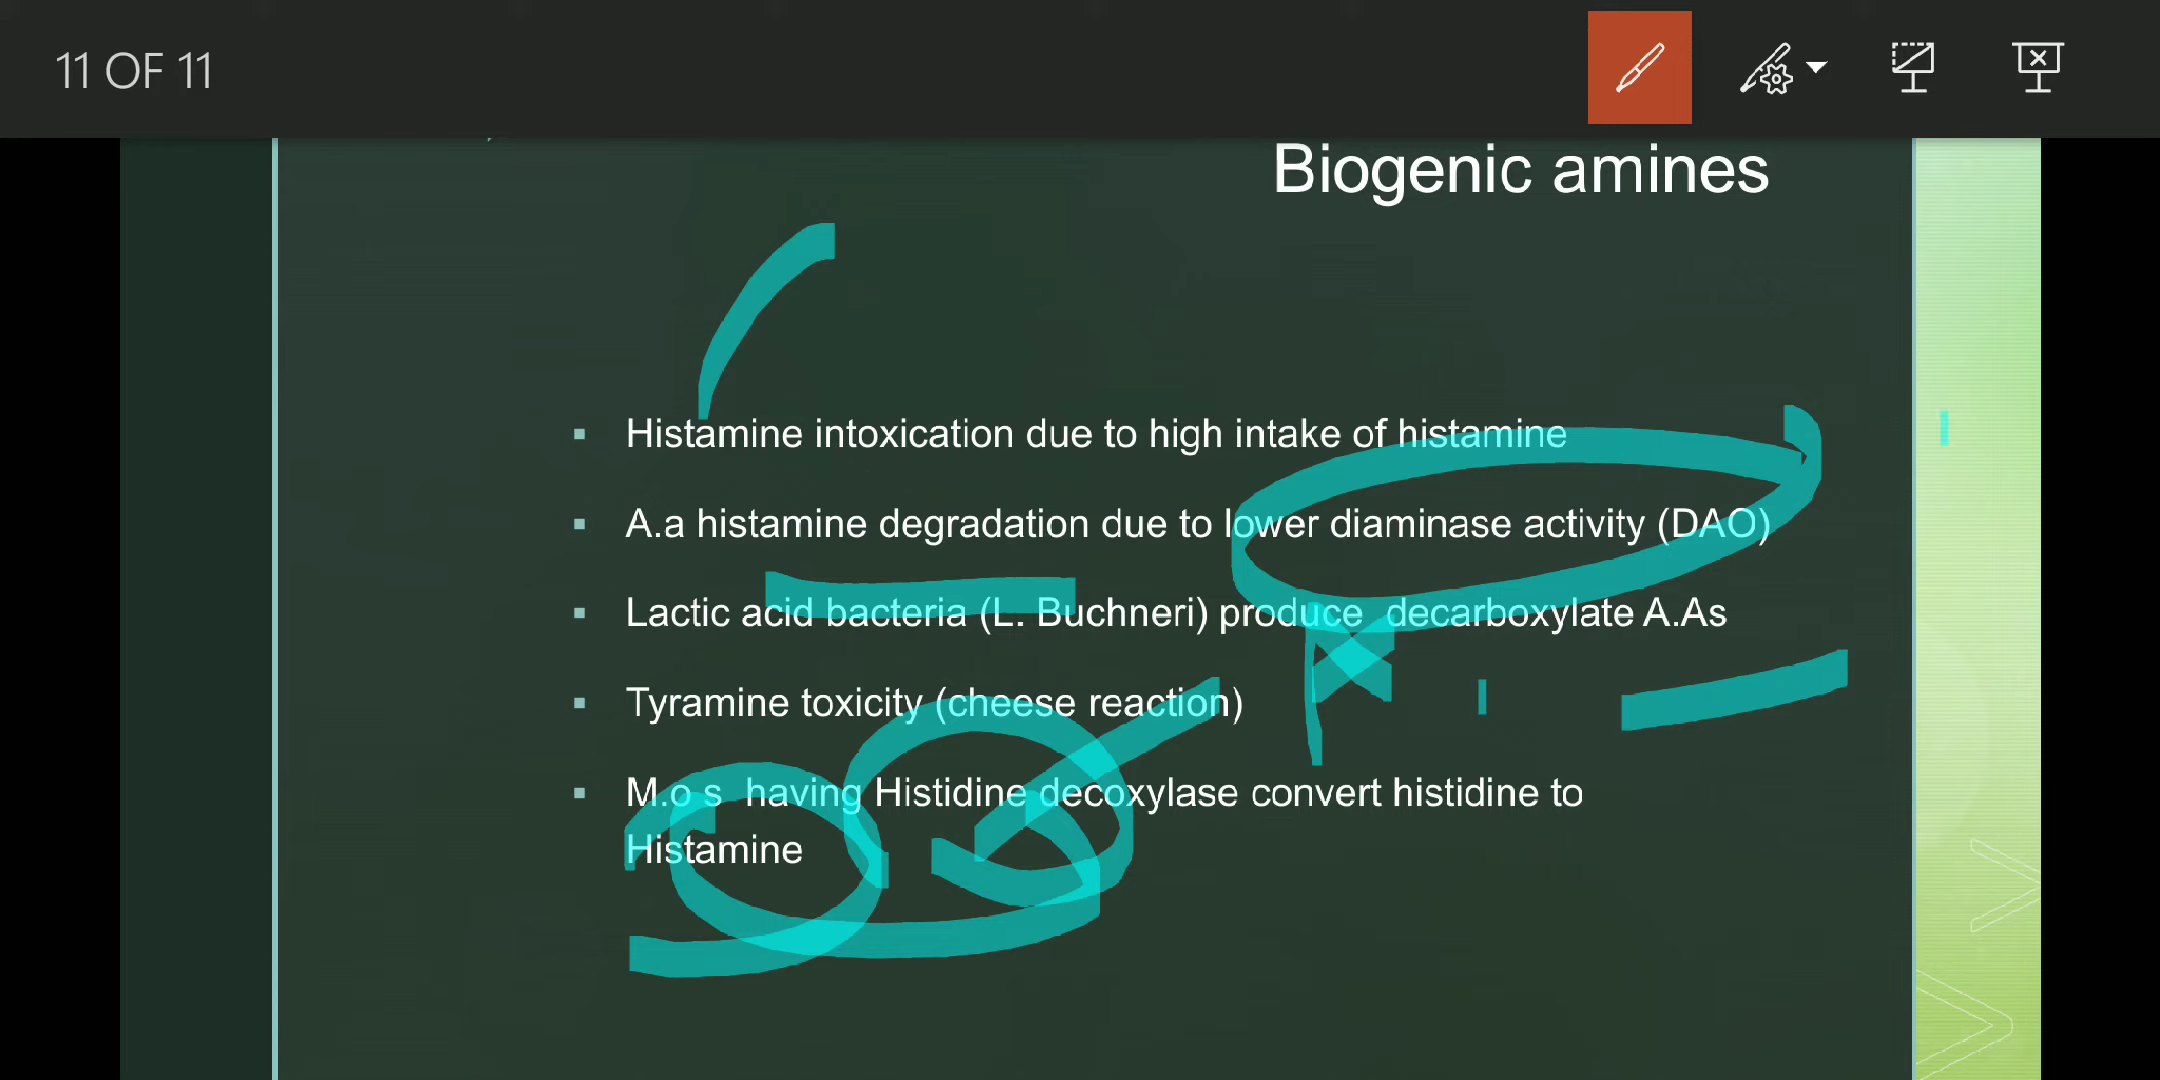 11 OF 11
Biogenic amines
▪ Histamine intoxication due to high intake of histamine
▪ A.a histamine degradation due to lower diaminase activity (DAO)
▪ Lactic acid bacteria (L. Buchneri) produce decarboxylate A.As
▪ Tyramine toxicity (cheese reaction)
▪ M.o s having Histidine decoxylase convert histidine to
Histamine